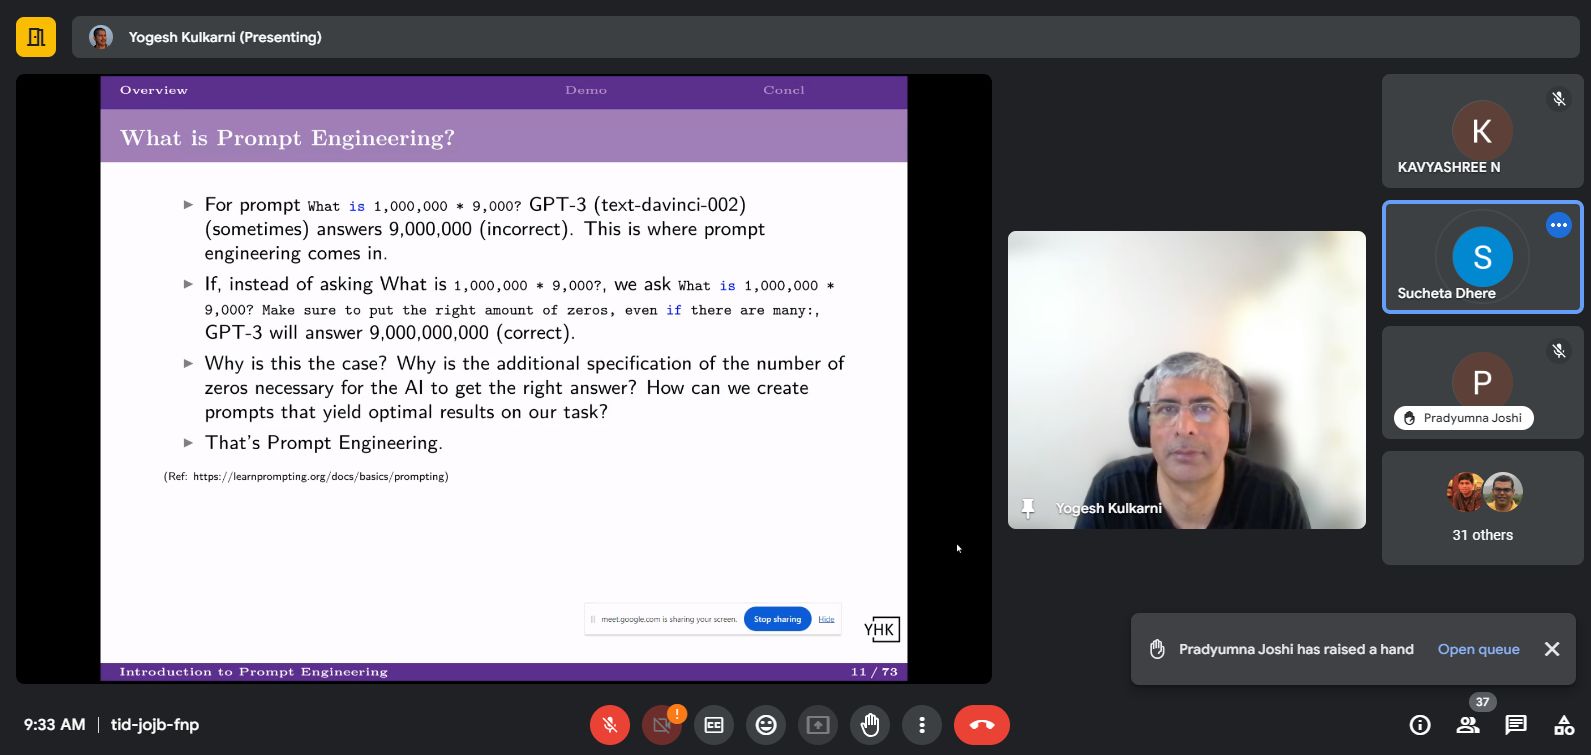 Yogesh Kulkarni (Presenting)
Overview Demo Concl
What is Prompt Engineering?
For prompt What is 1,000,000 * 9,000? GPT-3 (text-davinci-002)
(sometimes) answers 9,000,000 (incorrect). This is where prompt
engineering comes in.
If, instead of asking What is 1,000,000 * 9,000?, we ask What is 1,000,000 *
9,000? Make sure to put the right amount of zeros, even if there are many:,
GPT-3 will answer 9,000,000,000 (correct).
Why is this the case? Why is the additional specification of the number of
zeros necessary for the AI to get the right answer? How can we create
prompts that yield optimal results on our task?
That's Prompt Engineering.
(Ref: https://learnprompting.org/docs/basics/prompting)
meet.google.com is sharing your screen. Stop sharing Hide
YHK
Introduction to Prompt Engineering 11 / 73
Yogesh Kulkarni
K
KAVYASHREE N
S
Sucheta Dhere
P
Pradyumna Joshi
31 others
Pradyumna Joshi has raised a hand Open queue
9:33 AM | tid-jojb-fnp
!
CC
37